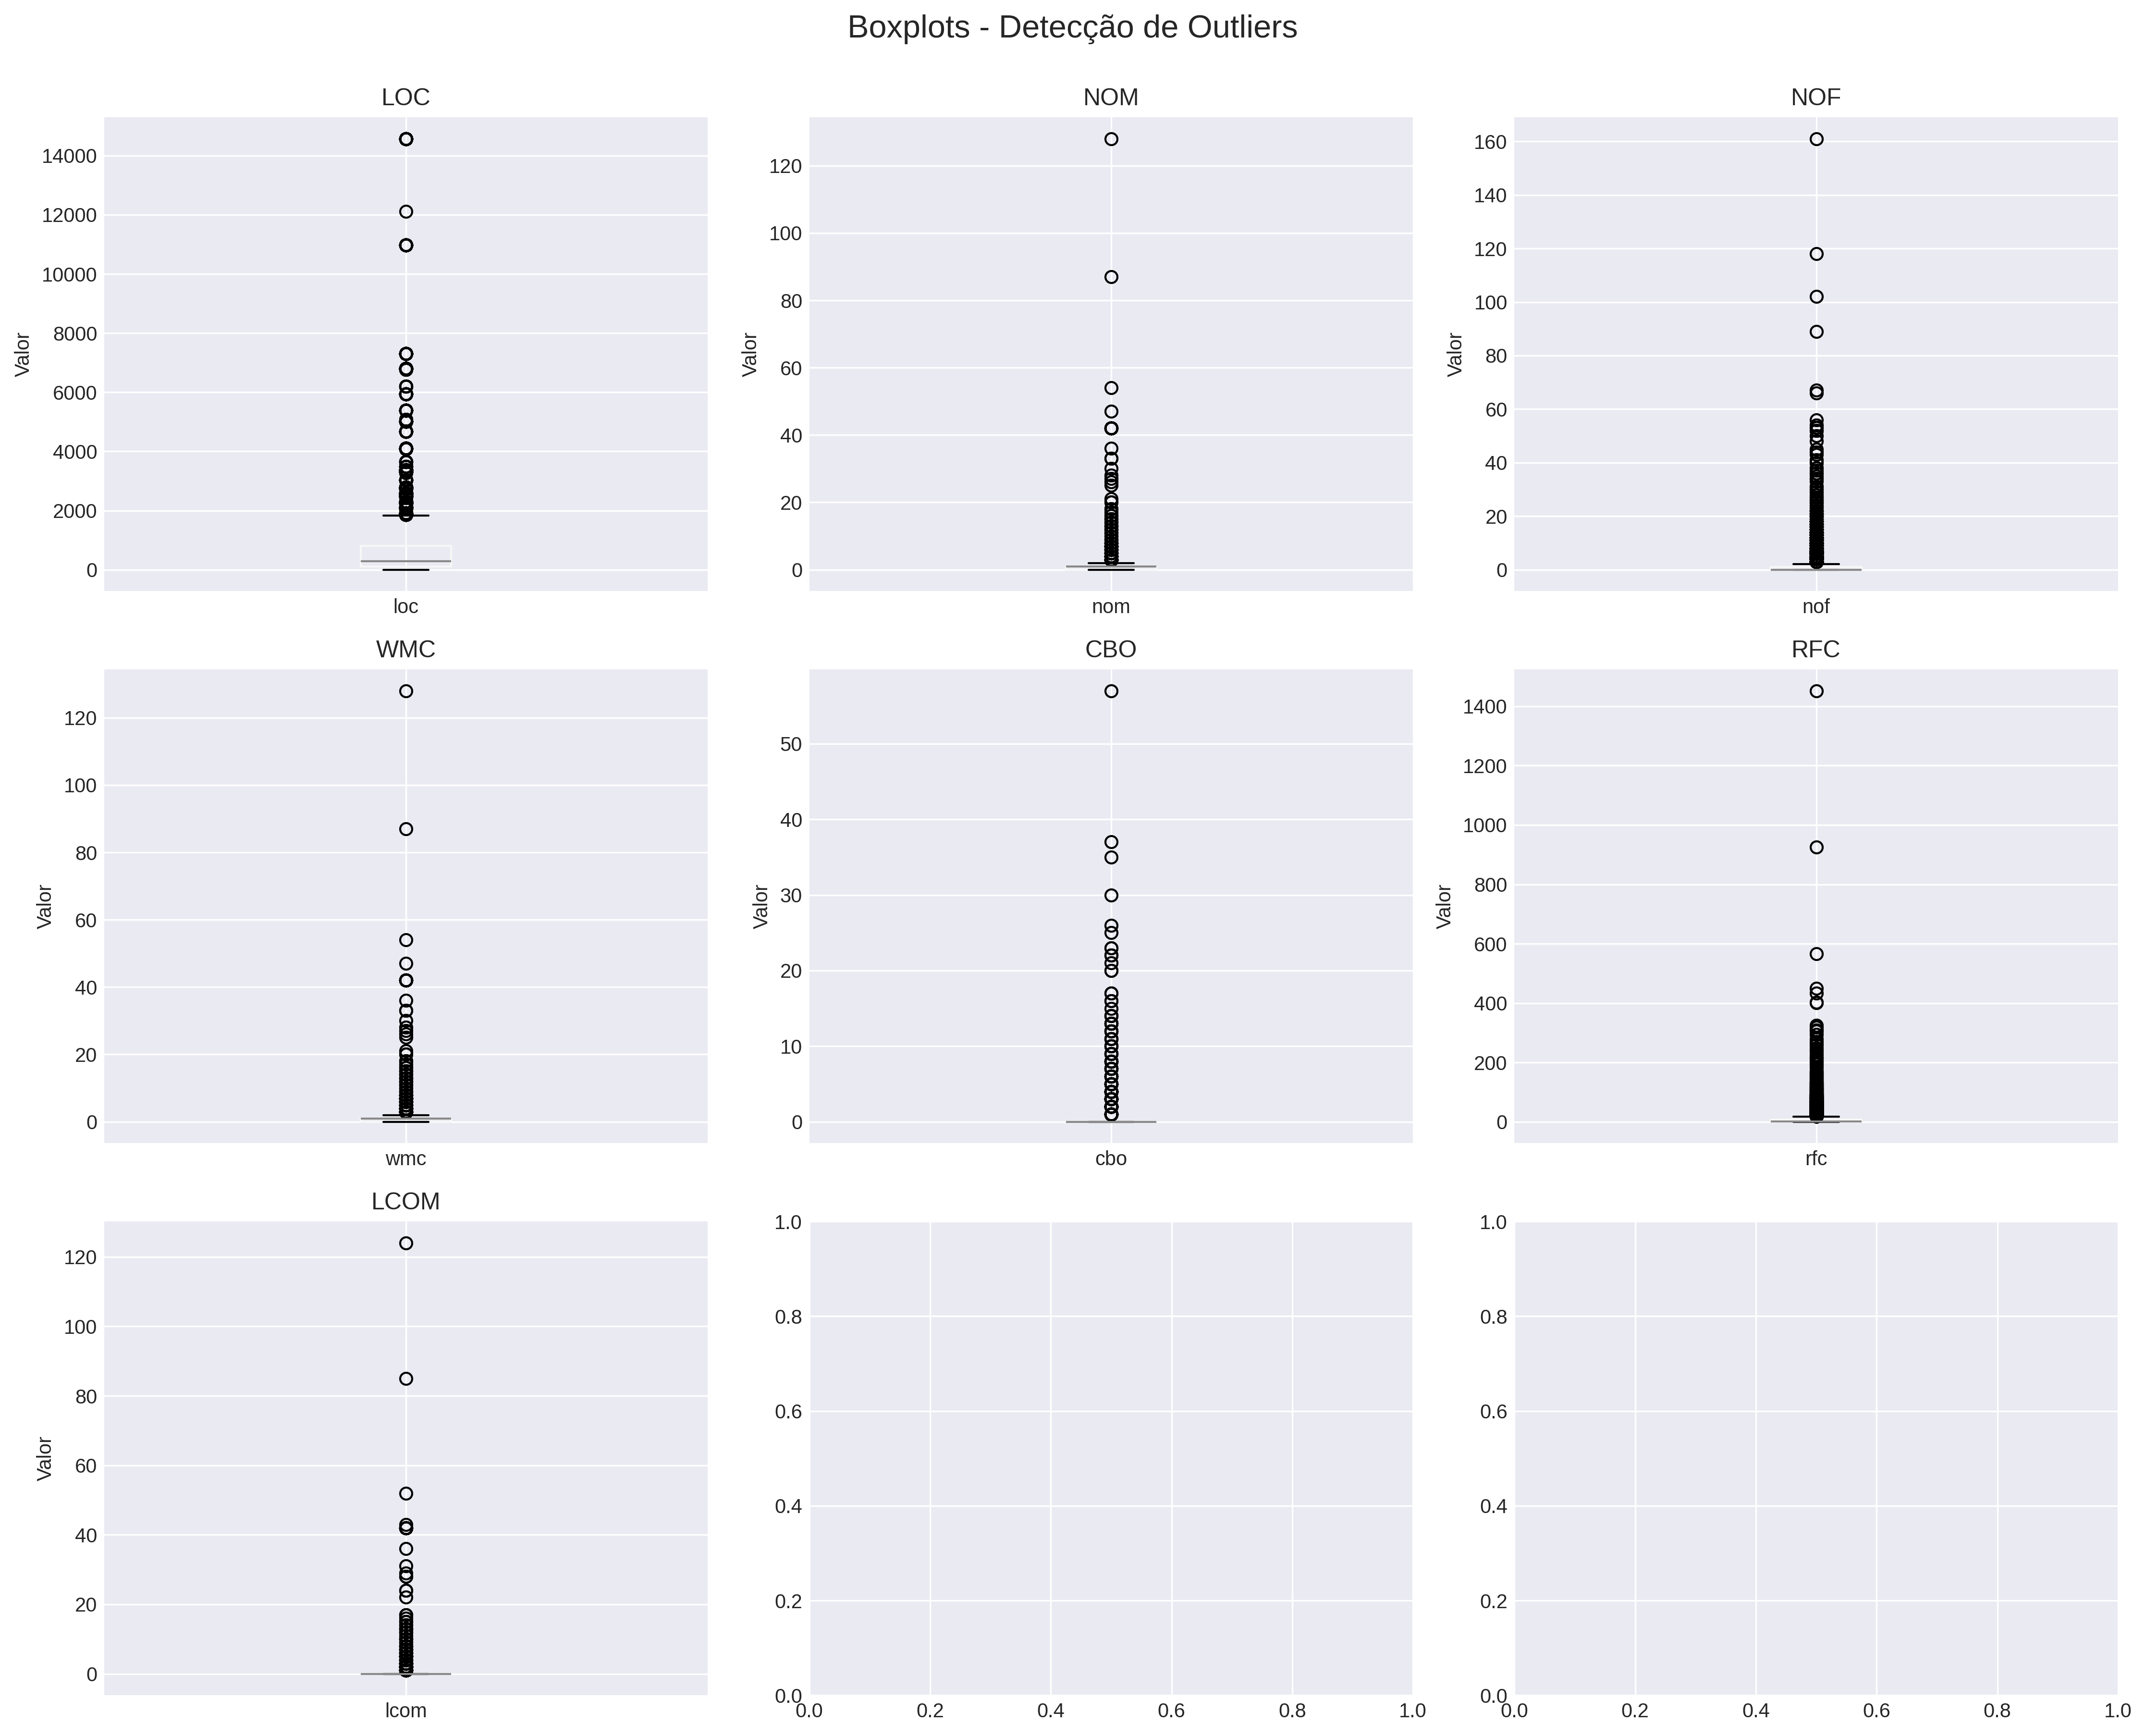 Boxplots - Detecção de Outliers
LOC
14000
12000
10000
8000
6000
4000
2000
0
Valor
loc
NOM
120
100
80
60
40
20
0
Valor
nom
NOF
160
140
120
100
80
60
40
20
0
Valor
nof
WMC
120
100
80
60
40
20
0
Valor
wmc
CBO
50
40
30
20
10
0
Valor
cbo
RFC
1400
1200
1000
800
600
400
200
0
Valor
rfc
LCOM
120
100
80
60
40
20
0
Valor
lcom
1.0
0.8
0.6
0.4
0.2
0.0
0.0 0.2 0.4 0.6 0.8 1.0
1.0
0.8
0.6
0.4
0.2
0.0
0.0 0.2 0.4 0.6 0.8 1.0